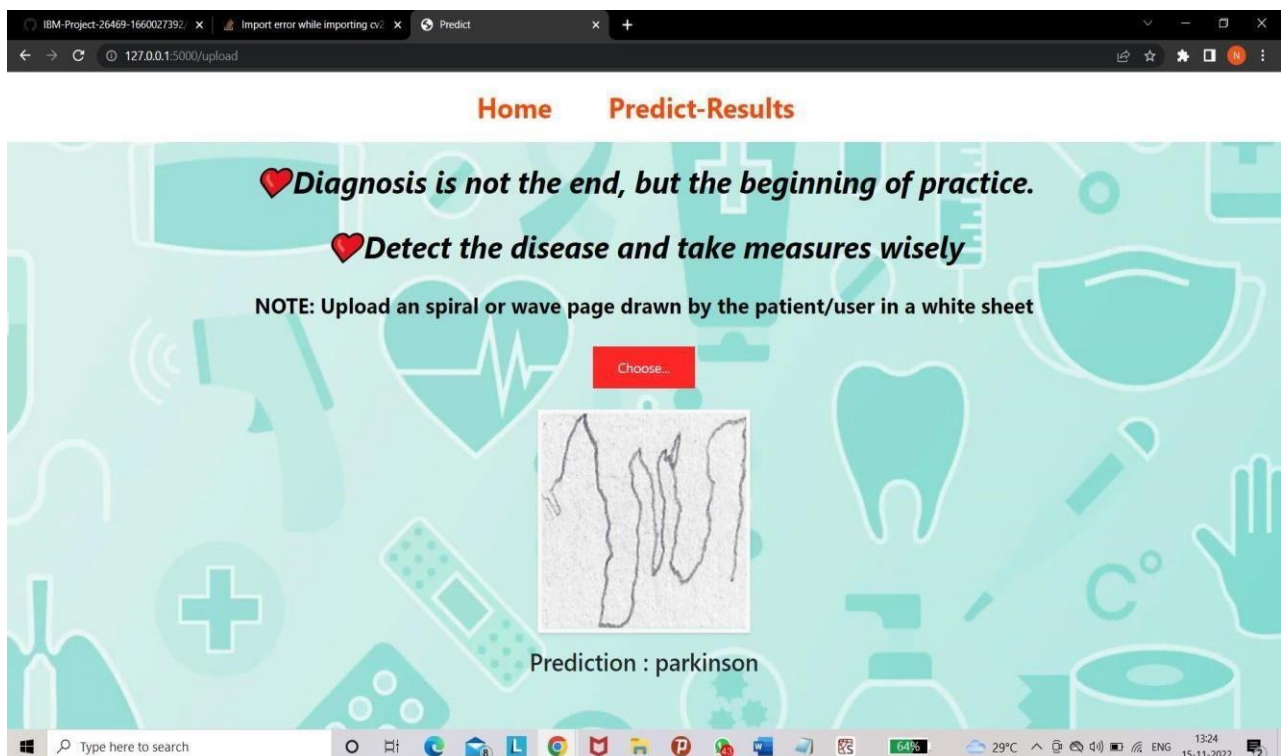 IBM-Project-26469-1660027392/
Import error while importing cv2
Predict
127.0.0.1:5000/upload
N
Home Predict-Results
Diagnosis is not the end, but the beginning of practice.
Detect the disease and take measures wisely
NOTE: Upload an spiral or wave page drawn by the patient/user in a white sheet
Choose...
C°
Prediction : parkinson
Type here to search
L
64%
29°C
ENG
13:24
15-11-2022